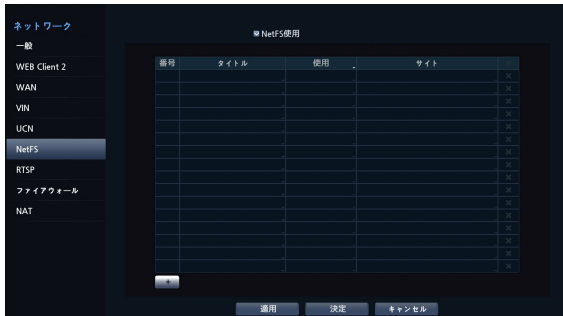 ネットワーク
一般
WEB Client 2
WAN
VIN
UCN
NetFS
RTSP
ファイアウォール
NAT
NetFS使用
番号 タイトル 使用 サイト
+
適用 決定 キャンセル